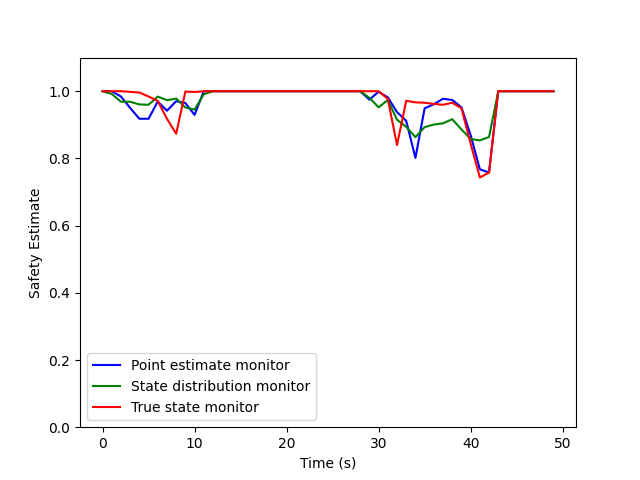 1.0
0.8
0.6
0.4
0.2
0.0
Safety Estimate
Point estimate monitor
State distribution monitor
True state monitor
0 10 20 30 40 50
Time (s)